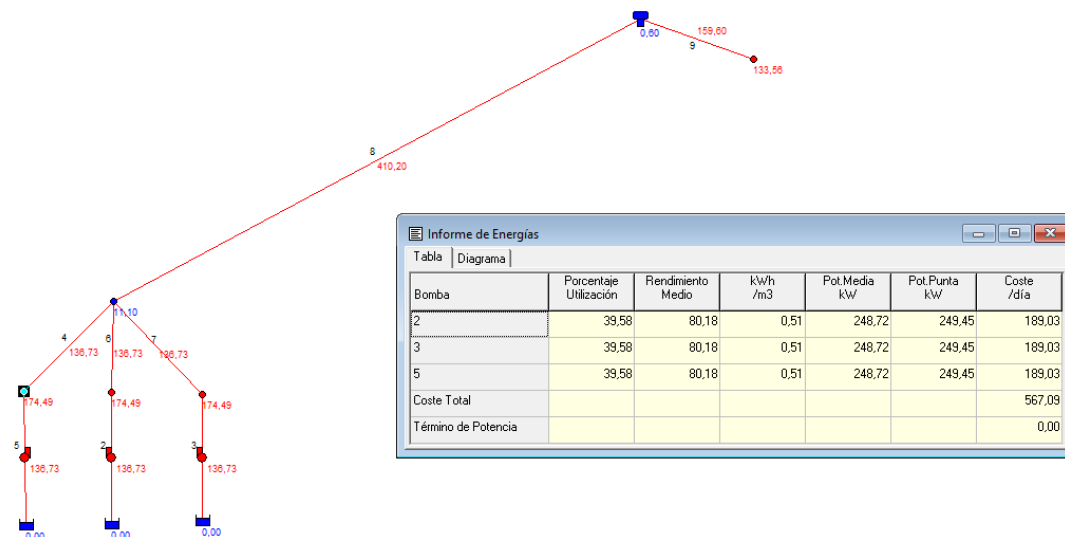 0,60
159,60
9
133,56
8
410,20
11,10
4
6
7
136,73
136,73
136,73
174,49
174,49
174,49
5
2
3
136,73
136,73
136,73
0,00
0,00
0,00
Informe de Energías
Tabla
Diagrama
Bomba Porcentaje Utilización Rendimiento Medio kWh /m3 Pot.Media kW Pot.Punta kW Coste /día
2 39,58 80,18 0,51 248,72 249,45 189,03
3 39,58 80,18 0,51 248,72 249,45 189,03
5 39,58 80,18 0,51 248,72 249,45 189,03
Coste Total 567,09
Término de Potencia 0,00